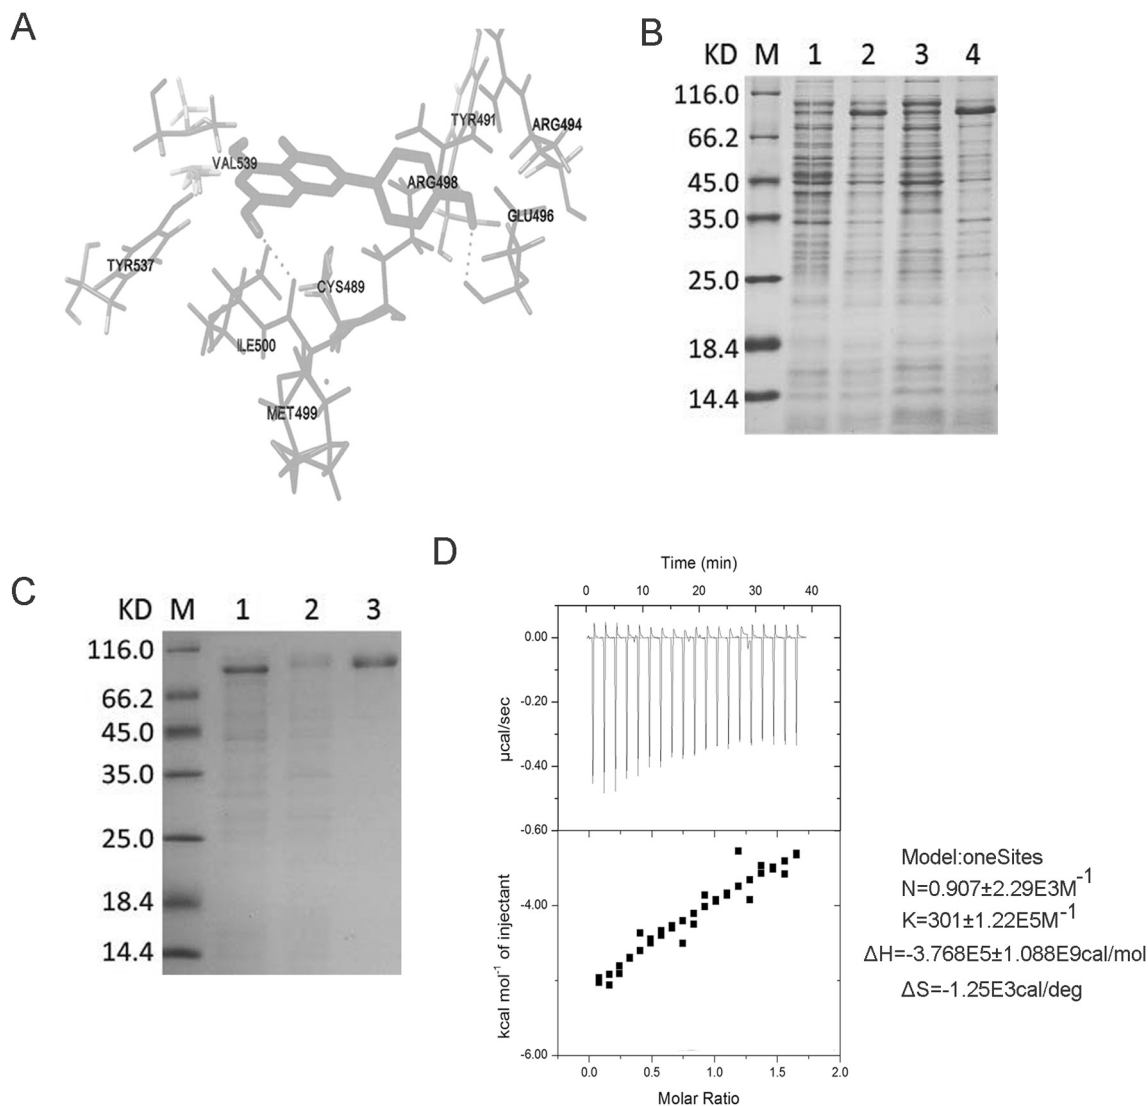 A
VAL539
TYR491
ARG494
ARG498
GLU496
TYR537
CYS489
ILE500
MET499
B
KD M 1 2 3 4
116.0
66.2
45.0
35.0
25.0
18.4
14.4
C
KD M 1 2 3
116.0
66.2
45.0
35.0
25.0
18.4
14.4
D
Time (min)
0 10 20 30 40
0.00
-0.20
-0.40
-0.60
µcal/sec
-4.00
-6.00
kcal mol⁻¹ of injectant
0.0 0.5 1.0 1.5 2.0
Molar Ratio
Model:oneSites
N=0.907±2.29E3M⁻¹
K=301±1.22E5M⁻¹
ΔH=-3.768E5±1.088E9cal/mol
ΔS=-1.25E3cal/deg